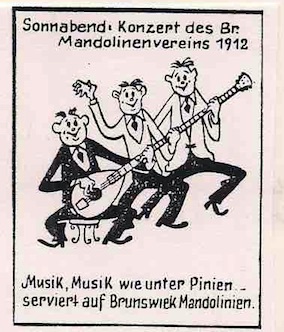 Sonnabend: Konzert des Br.
Mandolinenvereins 1912
Musik, Musik wie unter Pinien –
serviert auf Brunswiek Mandolinien.